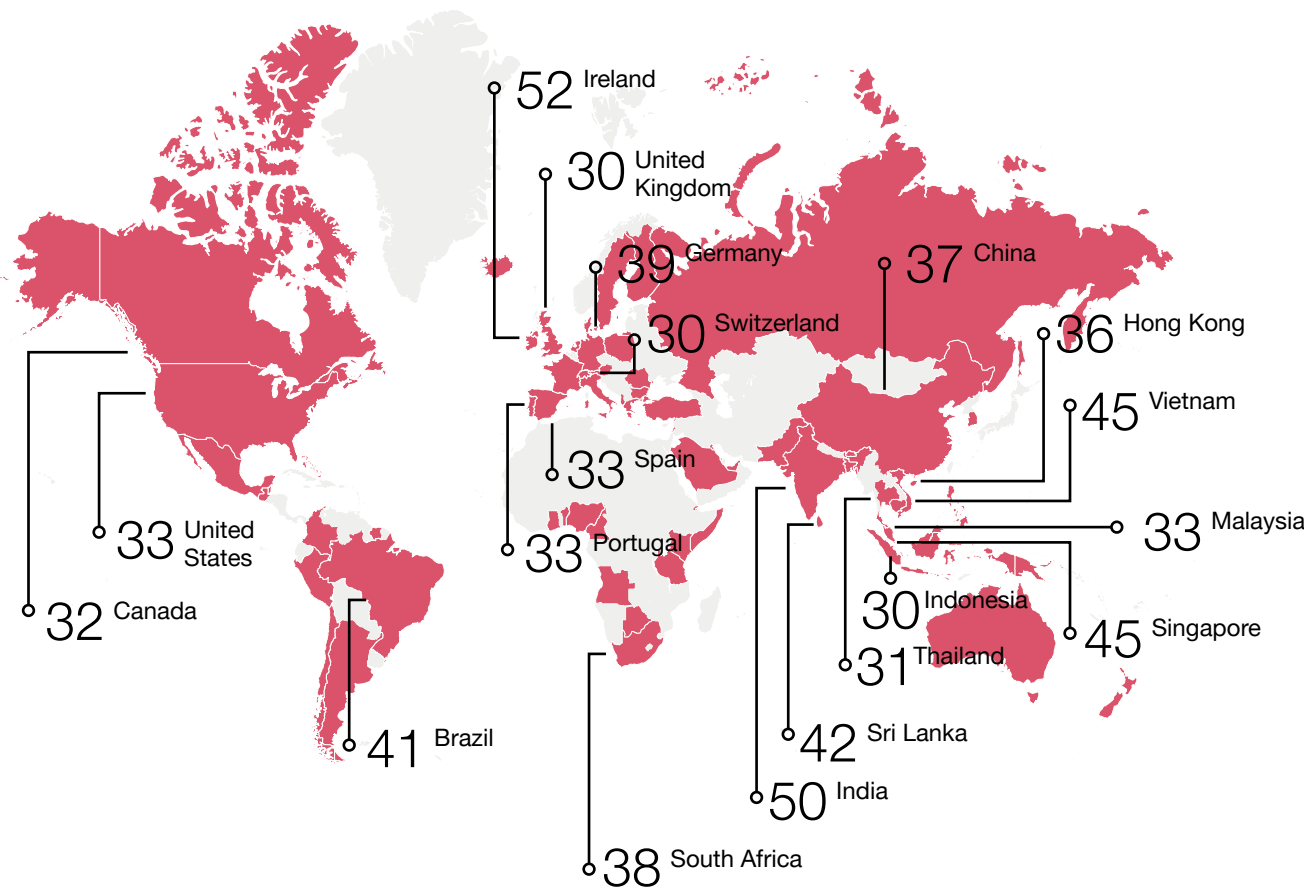 52 Ireland
30 United
Kingdom
39 Germany
37 China
30 Switzerland
36 Hong Kong
45 Vietnam
33 Spain
33 United
States
33 Portugal
33 Malaysia
32 Canada
30 Indonesia
45 Singapore
31 Thailand
41 Brazil
42 Sri Lanka
50 India
38 South Africa